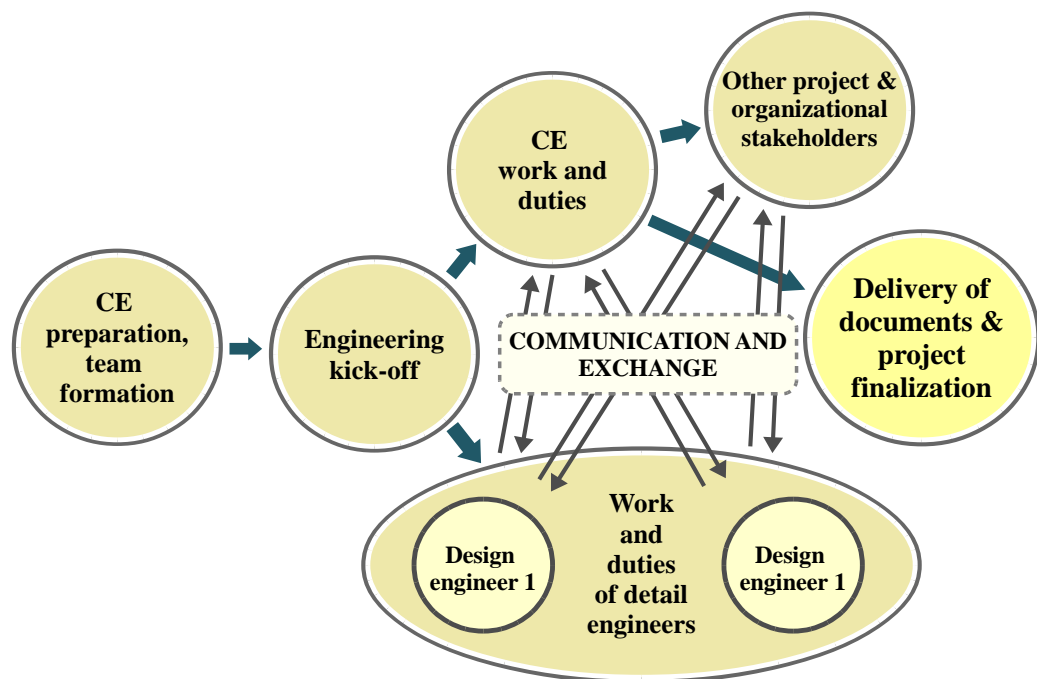 Other project &
organizational
stakeholders
CE
work and
duties
CE
preparation,
team
formation
Engineering
kick-off
COMMUNICATION AND
EXCHANGE
Delivery of
documents &
project
finalization
Work
and
duties
of detail
engineers
Design
engineer 1
Design
engineer 1